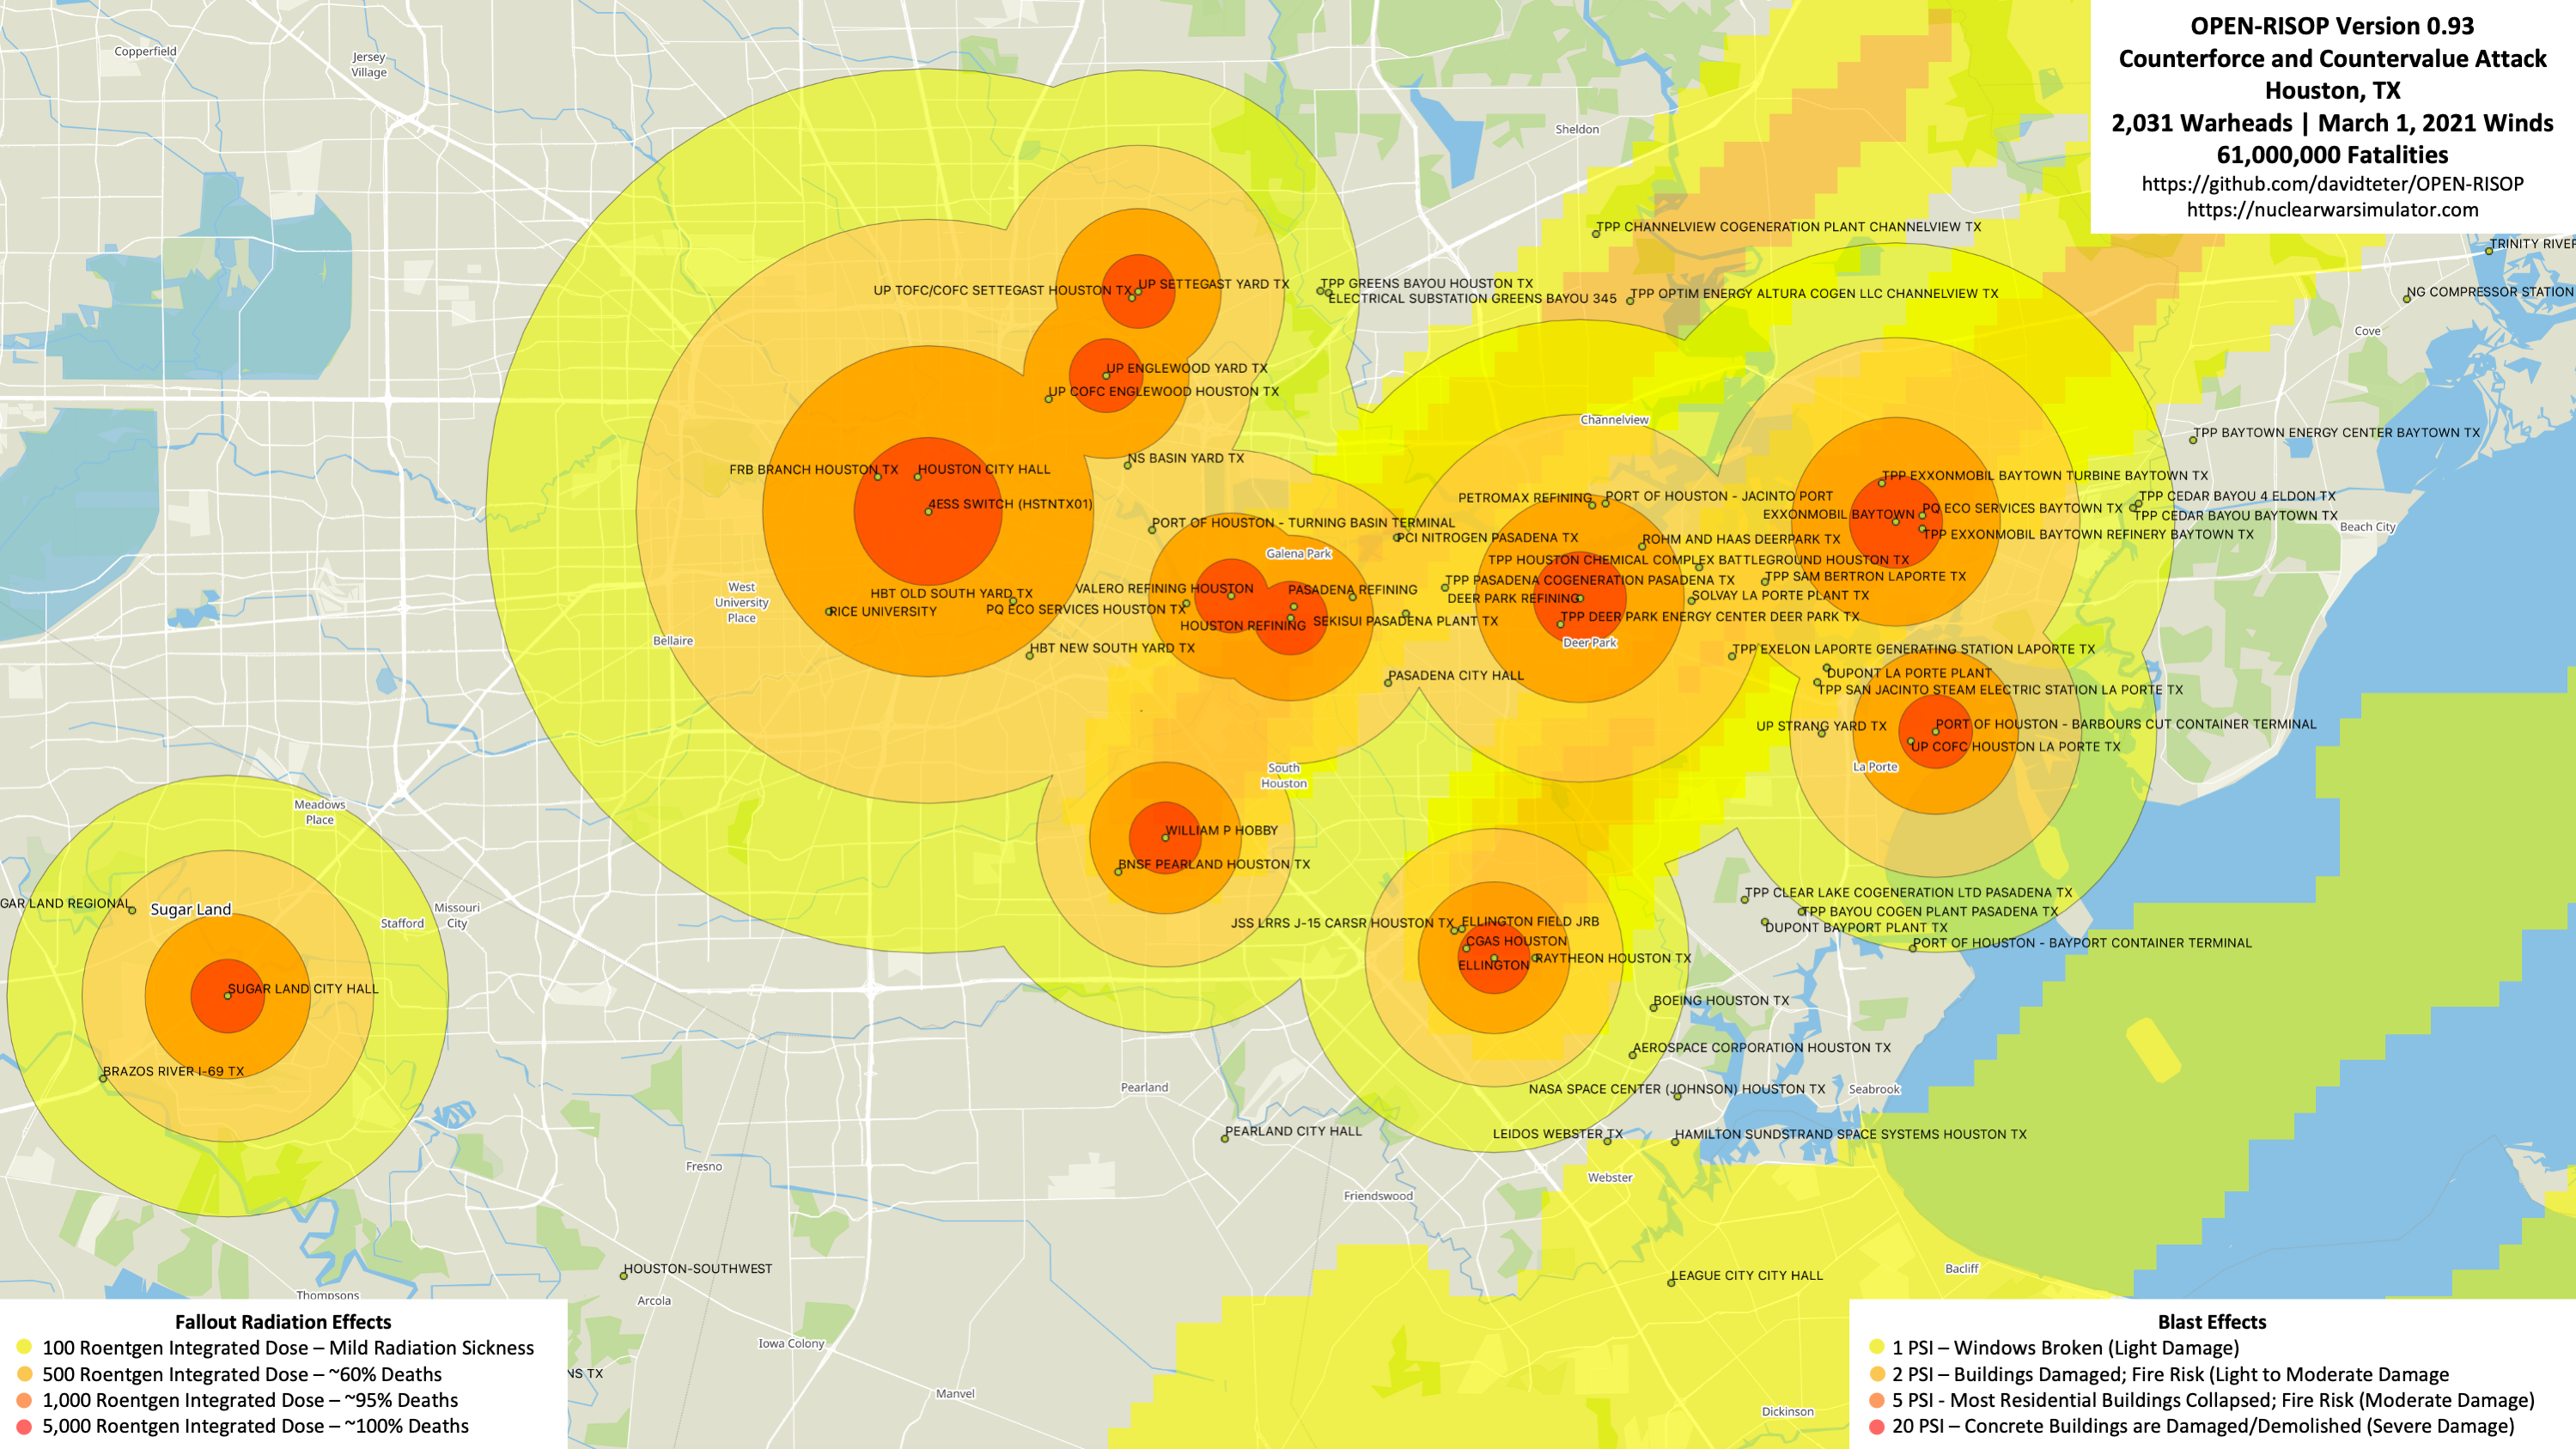 OPEN-RISOP Version 0.93
Counterforce and Countervalue Attack
Houston, TX
2,031 Warheads | March 1, 2021 Winds
61,000,000 Fatalities
https://github.com/davidteter/OPEN-RISOP
https://nuclearwarsimulator.com
Copperfield
Jersey
Village
Sheldon
TPP CHANNELVIEW COGENERATION PLANT CHANNELVIEW TX
TRINITY RIVER
UP TOFC/COFC SETTEGAST HOUSTON TX
UP SETTEGAST YARD TX
TPP GREENS BAYOU HOUSTON TX
ELECTRICAL SUBSTATION GREENS BAYOU 345
TPP OPTIM ENERGY ALTURA COGEN LLC CHANNELVIEW TX
NG COMPRESSOR STATION
Cove
UP ENGLEWOOD YARD TX
UP COFC ENGLEWOOD HOUSTON TX
Channelview
TPP BAYTOWN ENERGY CENTER BAYTOWN TX
NS BASIN YARD TX
FRB BRANCH HOUSTON TX
HOUSTON CITY HALL
TPP EXXONMOBIL BAYTOWN TURBINE BAYTOWN TX
4ESS SWITCH (HSTNTX01)
PETROMAX REFINING
PORT OF HOUSTON - JACINTO PORT
TPP CEDAR BAYOU 4 ELDON TX
EXXONMOBIL BAYTOWN
PQ ECO SERVICES BAYTOWN TX
TPP CEDAR BAYOU BAYTOWN TX
Beach City
PORT OF HOUSTON - TURNING BASIN TERMINAL
PCI NITROGEN PASADENA TX
ROHM AND HAAS DEERPARK TX
TPP EXXONMOBIL BAYTOWN REFINERY BAYTOWN TX
Galena Park
TPP HOUSTON CHEMICAL COMPLEX BATTLEGROUND HOUSTON TX
West
University
Place
HBT OLD SOUTH YARD TX
VALERO REFINING HOUSTON
PASADENA REFINING
TPP PASADENA COGENERATION PASADENA TX
TPP SAM BERTRON LAPORTE TX
RICE UNIVERSITY
PQ ECO SERVICES HOUSTON TX
DEER PARK REFINING
SOLVAY LA PORTE PLANT TX
HOUSTON REFINING
SEKISUI PASADENA PLANT TX
TPP DEER PARK ENERGY CENTER DEER PARK TX
Bellaire
Deer Park
HBT NEW SOUTH YARD TX
TPP EXELON LAPORTE GENERATING STATION LAPORTE TX
PASADENA CITY HALL
DUPONT LA PORTE PLANT
TPP SAN JACINTO STEAM ELECTRIC STATION LA PORTE TX
UP STRANG YARD TX
PORT OF HOUSTON - BARBOURS CUT CONTAINER TERMINAL
UP COFC HOUSTON LA PORTE TX
La Porte
South
Houston
Meadows
Place
WILLIAM P HOBBY
BNSF PEARLAND HOUSTON TX
GAR LAND REGIONAL
Sugar Land
Stafford
Missouri
City
JSS LRRS J-15 CARSR HOUSTON TX
ELLINGTON FIELD JRB
CGAS HOUSTON
ELLINGTON
RAYTHEON HOUSTON TX
TPP CLEAR LAKE COGENERATION LTD PASADENA TX
TPP BAYOU COGEN PLANT PASADENA TX
DUPONT BAYPORT PLANT TX
PORT OF HOUSTON - BAYPORT CONTAINER TERMINAL
SUGAR LAND CITY HALL
BOEING HOUSTON TX
AEROSPACE CORPORATION HOUSTON TX
BRAZOS RIVER I-69 TX
Pearland
NASA SPACE CENTER (JOHNSON) HOUSTON TX
Seabrook
PEARLAND CITY HALL
LEIDOS WEBSTER TX
HAMILTON SUNDSTRAND SPACE SYSTEMS HOUSTON TX
Fresno
Webster
Friendswood
HOUSTON-SOUTHWEST
LEAGUE CITY CITY HALL
Bacliff
Thompsons
Arcola
Iowa Colony
NS TX
Manvel
Dickinson
Fallout Radiation Effects
100 Roentgen Integrated Dose – Mild Radiation Sickness
500 Roentgen Integrated Dose – ~60% Deaths
1,000 Roentgen Integrated Dose – ~95% Deaths
5,000 Roentgen Integrated Dose – ~100% Deaths
Blast Effects
1 PSI – Windows Broken (Light Damage)
2 PSI – Buildings Damaged; Fire Risk (Light to Moderate Damage
5 PSI - Most Residential Buildings Collapsed; Fire Risk (Moderate Damage)
20 PSI – Concrete Buildings are Damaged/Demolished (Severe Damage)